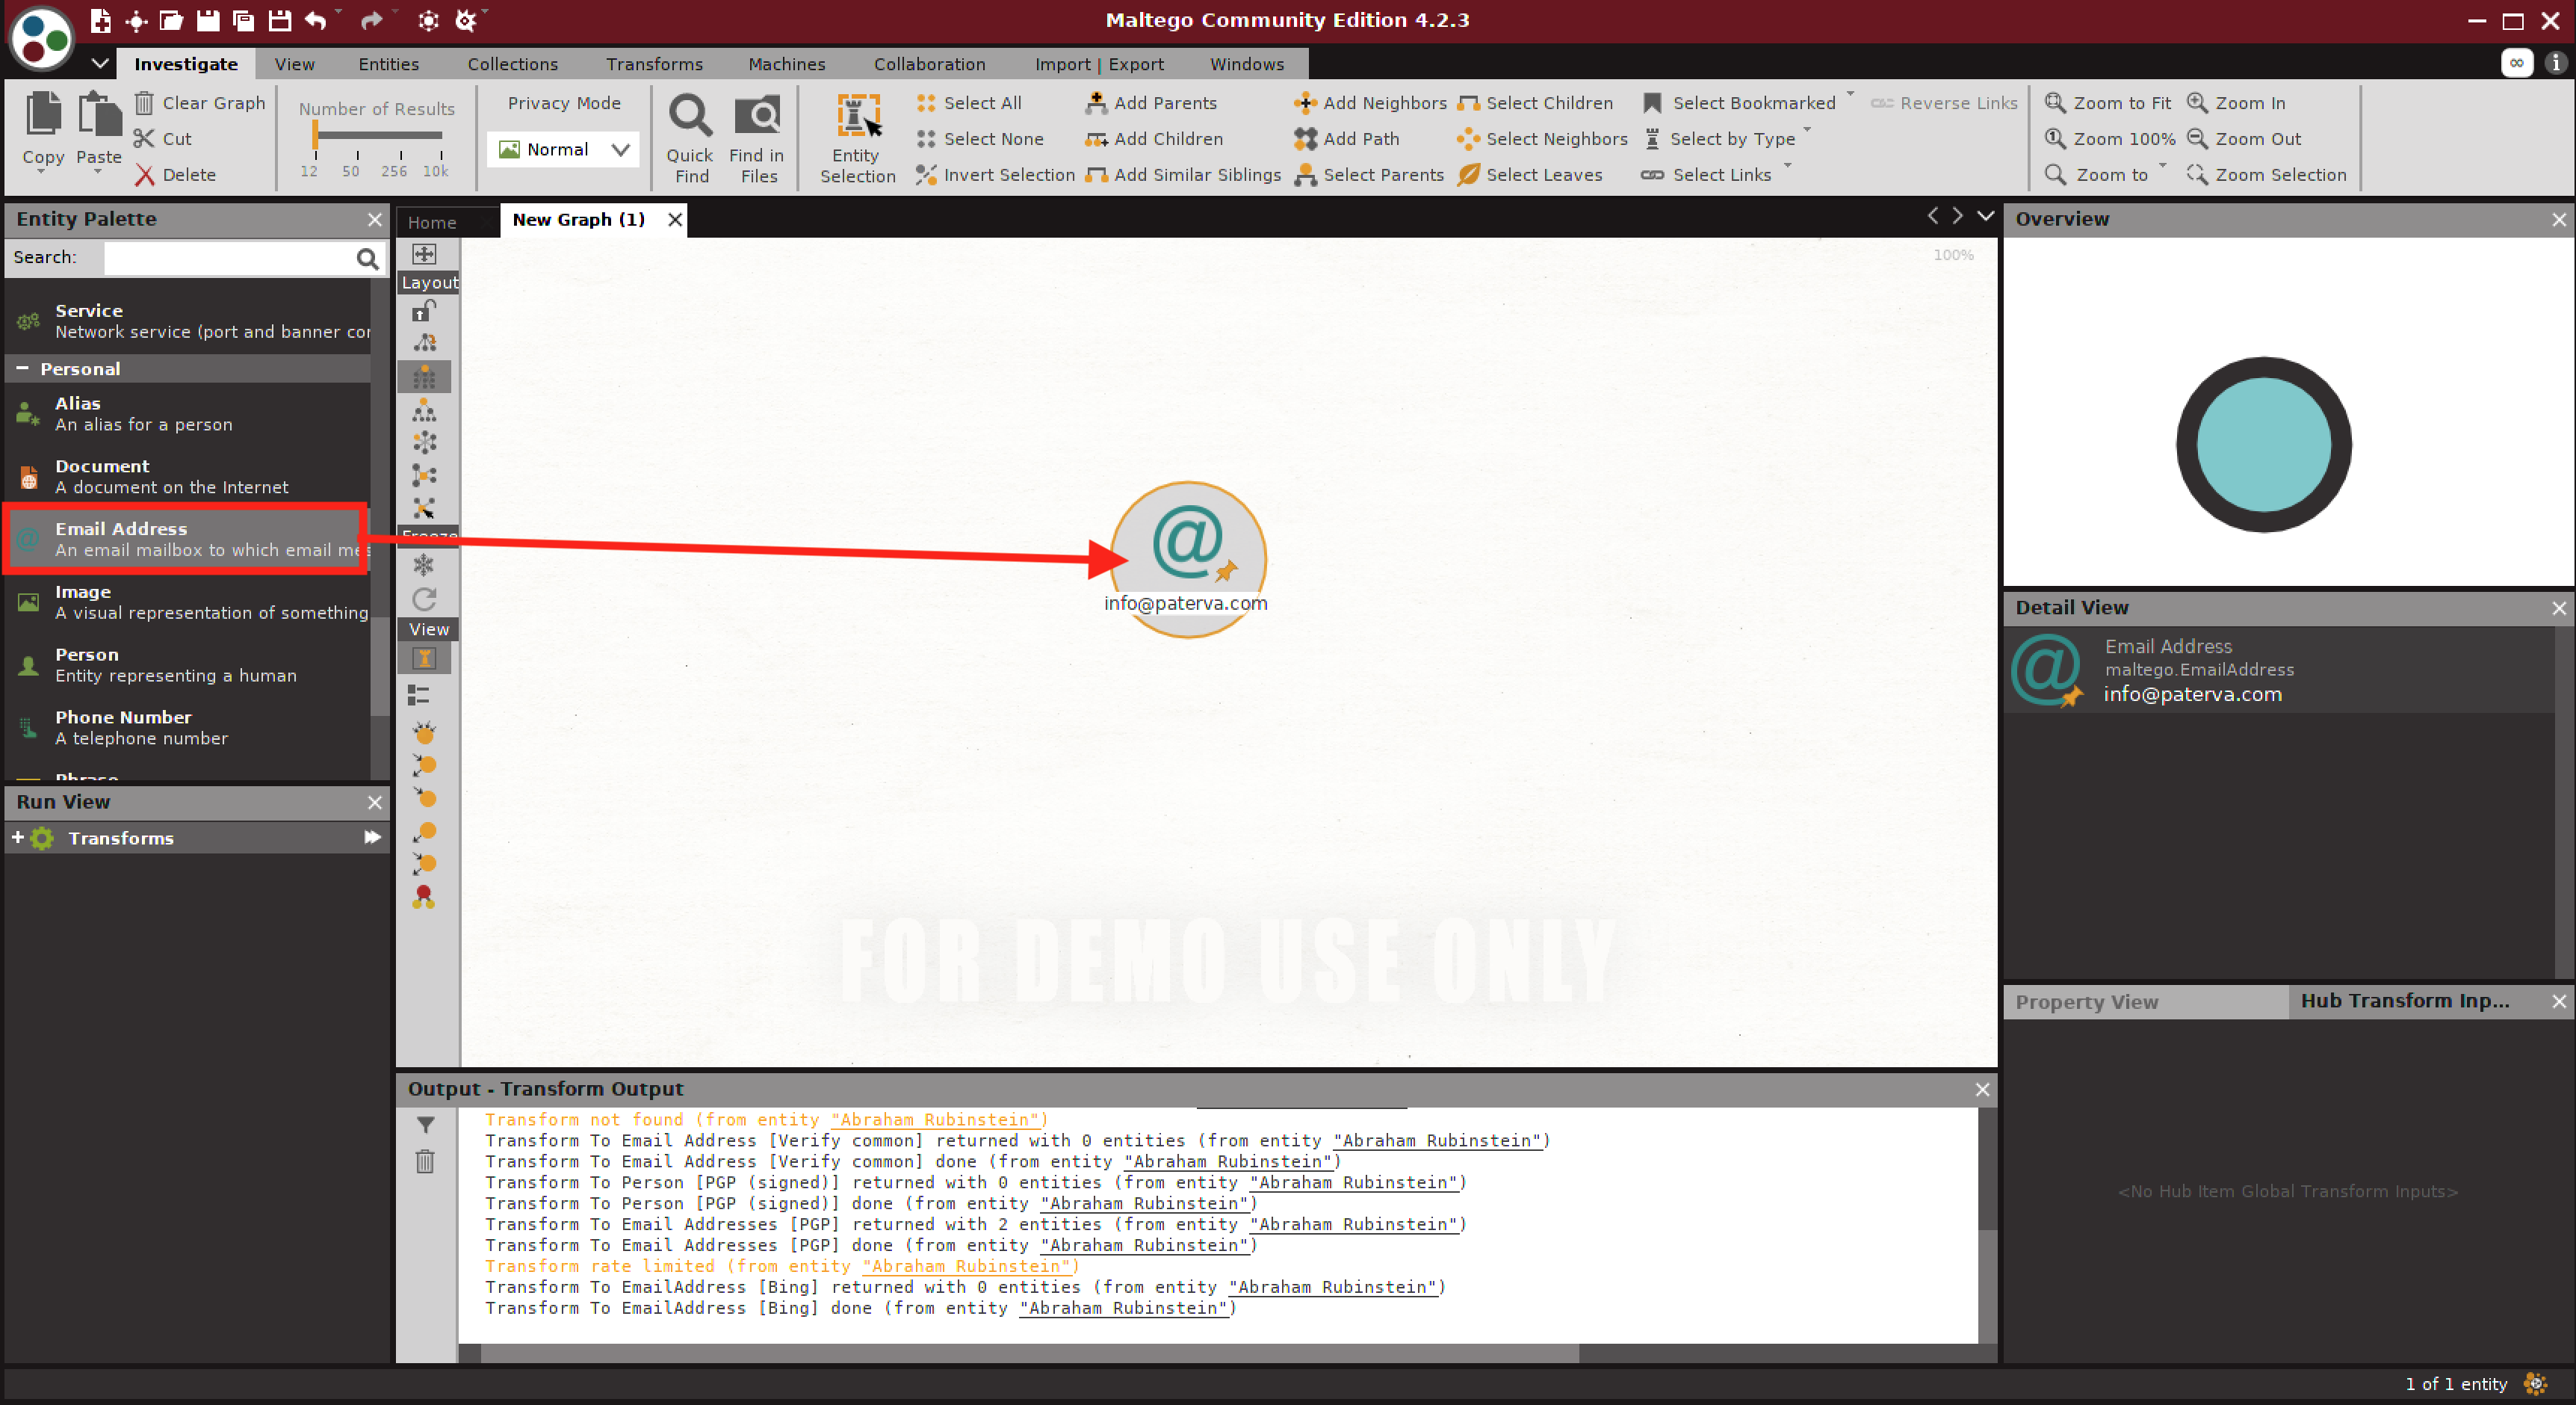 Maltego Community Edition 4.2.3
Investigate View Entities Collections Transforms Machines Collaboration Import | Export Windows
Copy
Paste
Clear Graph
Cut
Delete
Number of Results
12 50 256 10k
Privacy Mode
Normal
Quick Find
Find in Files
Entity Selection
Select All
Select None
Invert Selection
Add Parents
Add Children
Add Similar Siblings
Add Neighbors
Add Path
Select Parents
Select Children
Select Neighbors
Select Leaves
Select Bookmarked
Select by Type
Select Links
Reverse Links
Zoom to Fit
Zoom 100%
Zoom to
Zoom In
Zoom Out
Zoom Selection
Entity Palette
Search:
Service
Network service (port and banner cor
Personal
Alias
An alias for a person
Document
A document on the Internet
Email Address
An email mailbox to which email mes
Image
A visual representation of something
Person
Entity representing a human
Phone Number
A telephone number
Phrase
Run View
Transforms
Home New Graph (1)
Layout
Freeze
View
100%
info@paterva.com
FOR DEMO USE ONLY
Output - Transform Output
Transform not found (from entity "Abraham Rubinstein")
Transform To Email Address [Verify common] returned with 0 entities (from entity "Abraham Rubinstein")
Transform To Email Address [Verify common] done (from entity "Abraham Rubinstein")
Transform To Person [PGP (signed)] returned with 0 entities (from entity "Abraham Rubinstein")
Transform To Person [PGP (signed)] done (from entity "Abraham Rubinstein")
Transform To Email Addresses [PGP] returned with 2 entities (from entity "Abraham Rubinstein")
Transform To Email Addresses [PGP] done (from entity "Abraham Rubinstein")
Transform rate limited (from entity "Abraham Rubinstein")
Transform To EmailAddress [Bing] returned with 0 entities (from entity "Abraham Rubinstein")
Transform To EmailAddress [Bing] done (from entity "Abraham Rubinstein")
Overview
Detail View
Email Address
maltego.EmailAddress
info@paterva.com
Property View Hub Transform Inp...
<No Hub Item Global Transform Inputs>
1 of 1 entity